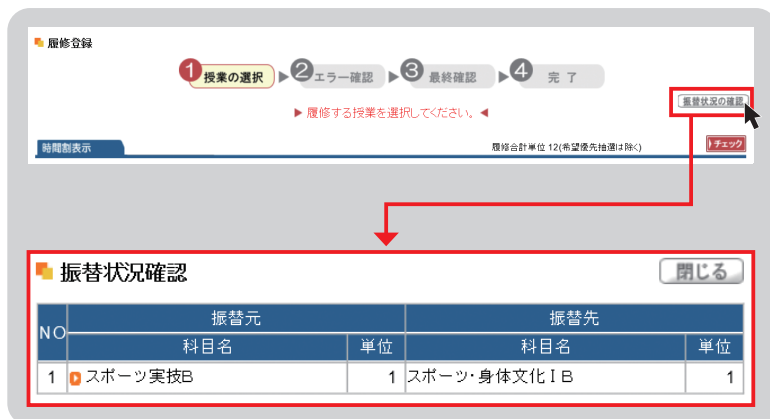 履修登録
1 授業の選択 ▶ 2 エラー確認 ▶ 3 最終確認 ▶ 4 完 了
振替状況の確認
▶ 履修する授業を選択してください。 ◀
時間割表示 履修合計単位 12(希望優先抽選は除く) チェック
振替状況確認 閉じる
NO 振替元 振替先
科目名 単位 科目名 単位
1 スポーツ実技B 1 スポーツ・身体文化ⅠB 1